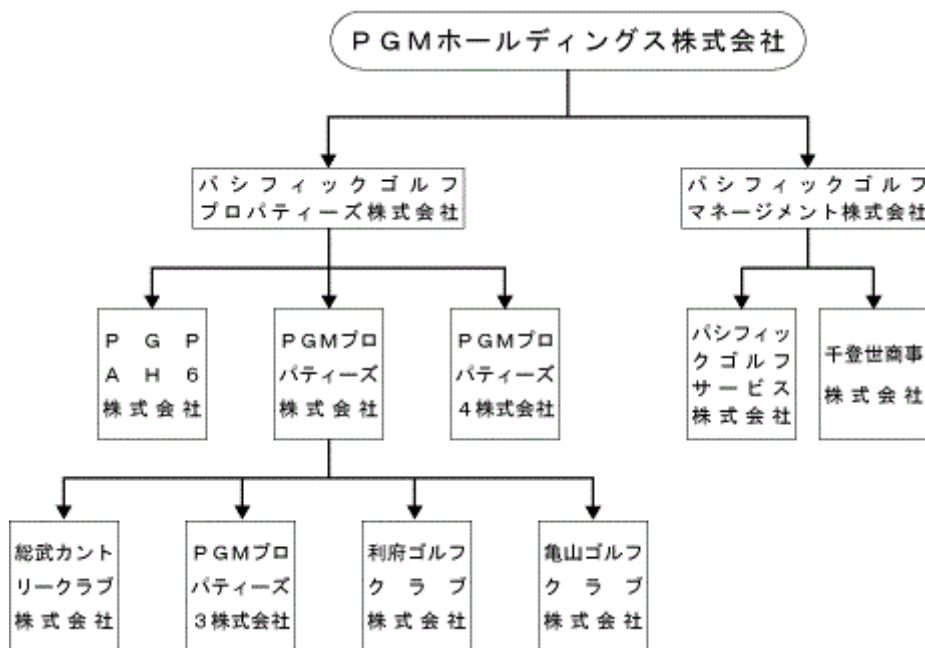 PGMホールディングス株式会社
パシフィックゴルフ
プロパティーズ株式会社
パシフィックゴルフ
マネージメント株式会社
PGP
AH6
株式会社
PGMプロ
パティーズ
株式会社
PGMプロ
パティーズ
4株式会社
パシフィッ
クゴルフ
サービス
株式会社
千登世商事
株式会社
総武カント
リークラブ
株式会社
PGMプロ
パティーズ
3株式会社
利府ゴルフ
クラブ
株式会社
亀山ゴルフ
クラブ
株式会社